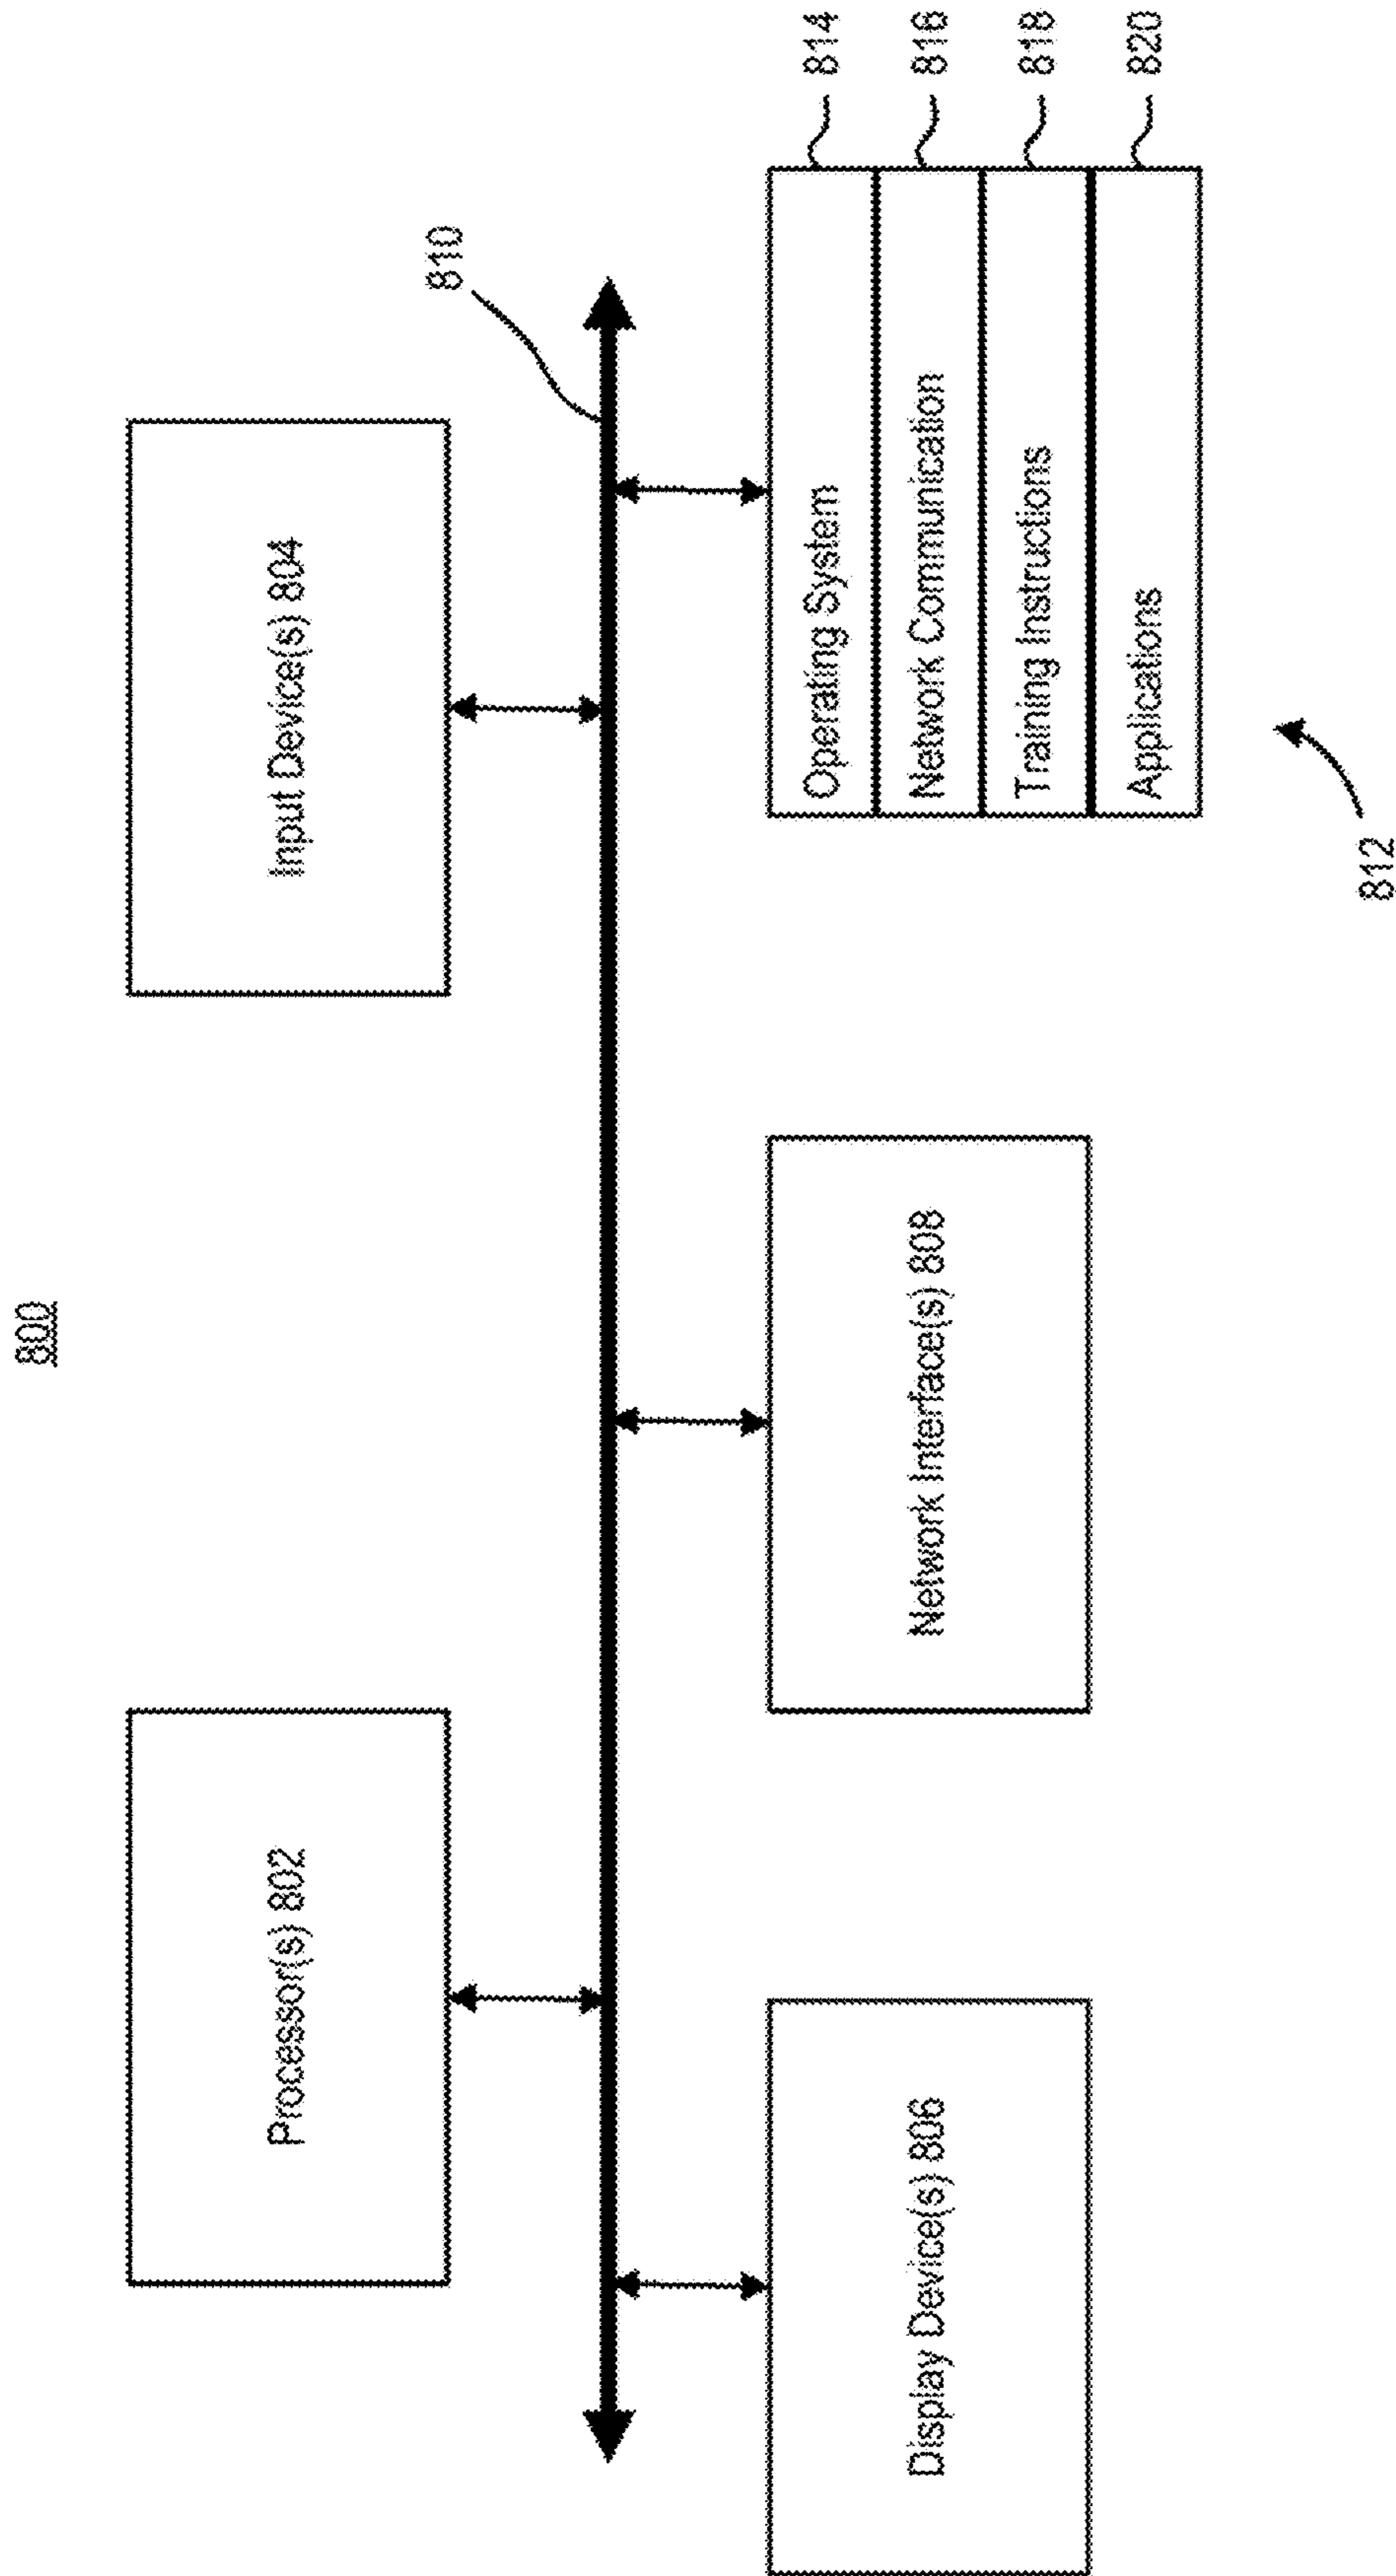 800
Processor(s) 802
Input Device(s) 804
810
Display Device(s) 806
Network Interface(s) 808
Operating System
814
Network Communication
816
Training Instructions
818
Applications
820
812